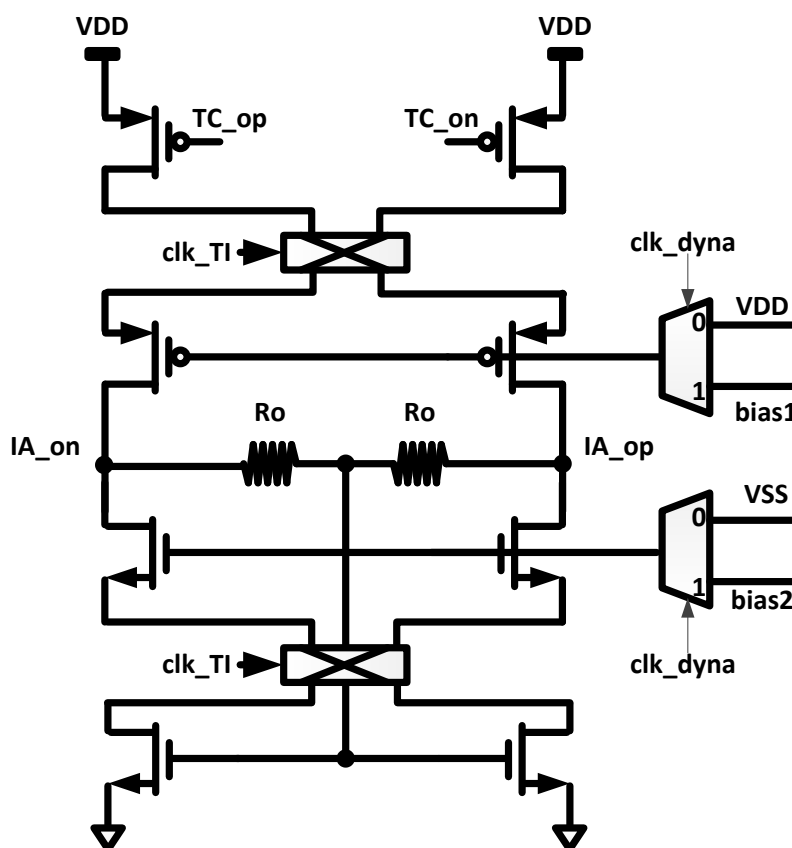 VDD
VDD
TC_op
TC_on
clk_TI
clk_dyna
VDD
0
1
bias1
Ro
Ro
IA_on
IA_op
VSS
0
1
bias2
clk_TI
clk_dyna